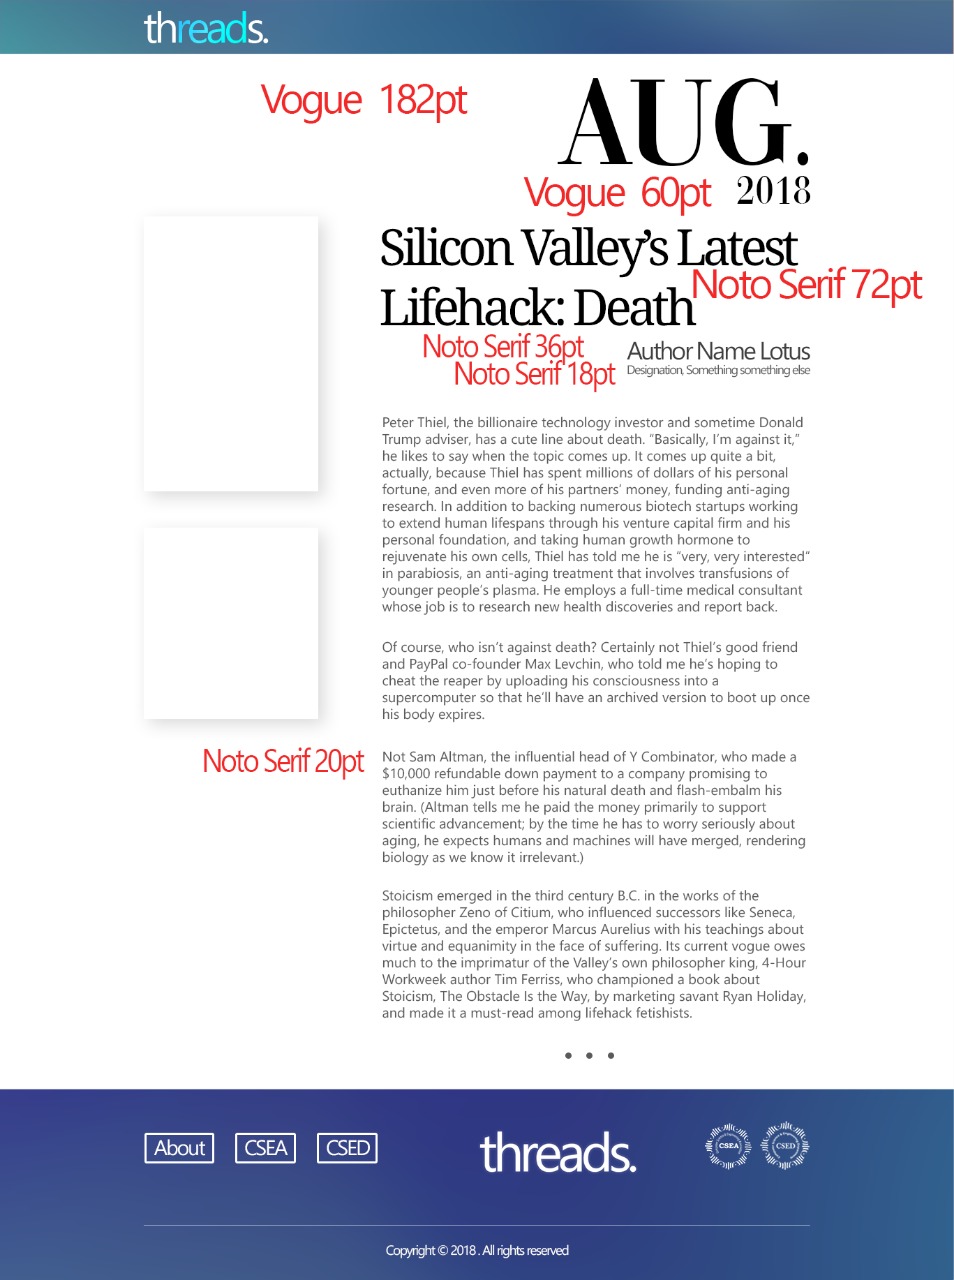 threads.
Vogue 182pt
AUG.
Vogue 60pt
2018
Silicon Valley’s Latest
Noto Serif 72pt
Lifehack: Death
Noto Serif 36pt
Author Name Lotus
Noto Serif 18pt
Designation, Something something else
Peter Thiel, the billionaire technology investor and sometime Donald
Trump adviser, has a cute line about death. “Basically, I’m against it,”
he likes to say when the topic comes up. It comes up quite a bit,
actually, because Thiel has spent millions of dollars of his personal
fortune, and even more of his partners’ money, funding anti-aging
research. In addition to backing numerous biotech startups working
to extend human lifespans through his venture capital firm and his
personal foundation, and taking human growth hormone to
rejuvenate his own cells, Thiel has told me he is “very, very interested”
in parabiosis, an anti-aging treatment that involves transfusions of
younger people’s plasma. He employs a full-time medical consultant
whose job is to research new health discoveries and report back.
Of course, who isn’t against death? Certainly not Thiel’s good friend
and PayPal co-founder Max Levchin, who told me he’s hoping to
cheat the reaper by uploading his consciousness into a
supercomputer so that he’ll have an archived version to boot up once
his body expires.
Noto Serif 20pt
Not Sam Altman, the influential head of Y Combinator, who made a
$10,000 refundable down payment to a company promising to
euthanize him just before his natural death and flash-embalm his
brain. (Altman tells me he paid the money primarily to support
scientific advancement; by the time he has to worry seriously about
aging, he expects humans and machines will have merged, rendering
biology as we know it irrelevant.)
Stoicism emerged in the third century B.C. in the works of the
philosopher Zeno of Citium, who influenced successors like Seneca,
Epictetus, and the emperor Marcus Aurelius with his teachings about
virtue and equanimity in the face of suffering. Its current vogue owes
much to the imprimatur of the Valley’s own philosopher king, 4-Hour
Workweek author Tim Ferriss, who championed a book about
Stoicism, The Obstacle Is the Way, by marketing savant Ryan Holiday,
and made it a must-read among lifehack fetishists.
• • •
About
CSEA
CSED
threads.
CSEA
CSED
Copyright © 2018 . All rights reserved